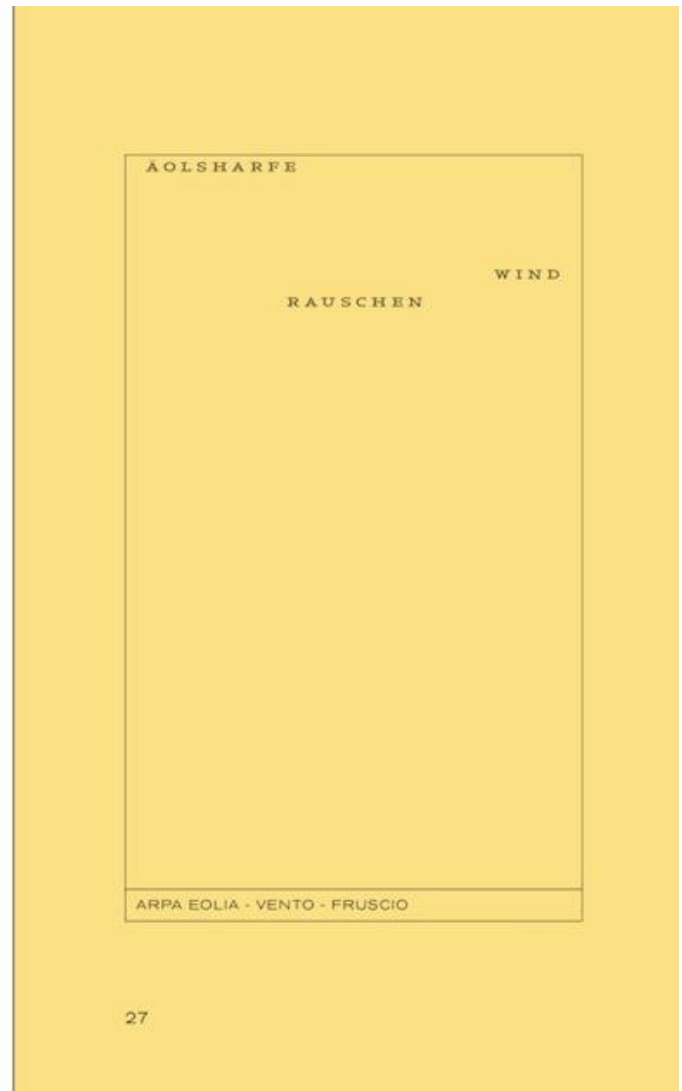 ÄOLSHARFE
WIND
RAUSCHEN
ARPA EOLIA - VENTO - FRUSCIO
27